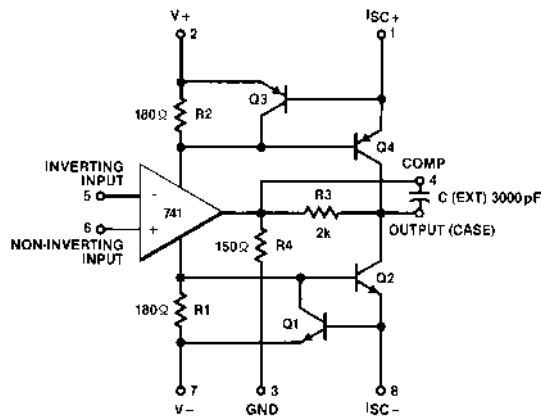 V+
2
ISC+
1
Q3
180Ω R2
Q4
INVERTING
INPUT
5
-
741
6
+
NON-INVERTING
INPUT
COMP
4
C (EXT) 3000pF
R3
2k
OUTPUT (CASE)
150Ω R4
Q2
180Ω R1
Q1
7
V-
3
GND
8
ISC-